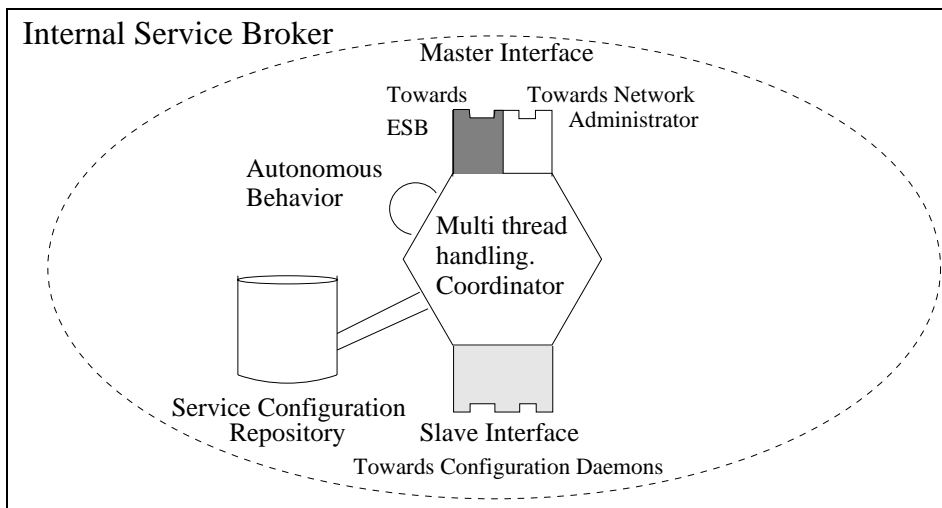 Internal Service Broker
Master Interface
Towards
ESB
Towards Network
Administrator
Autonomous
Behavior
Multi thread
handling.
Coordinator
Service Configuration
Repository
Slave Interface
Towards Configuration Daemons